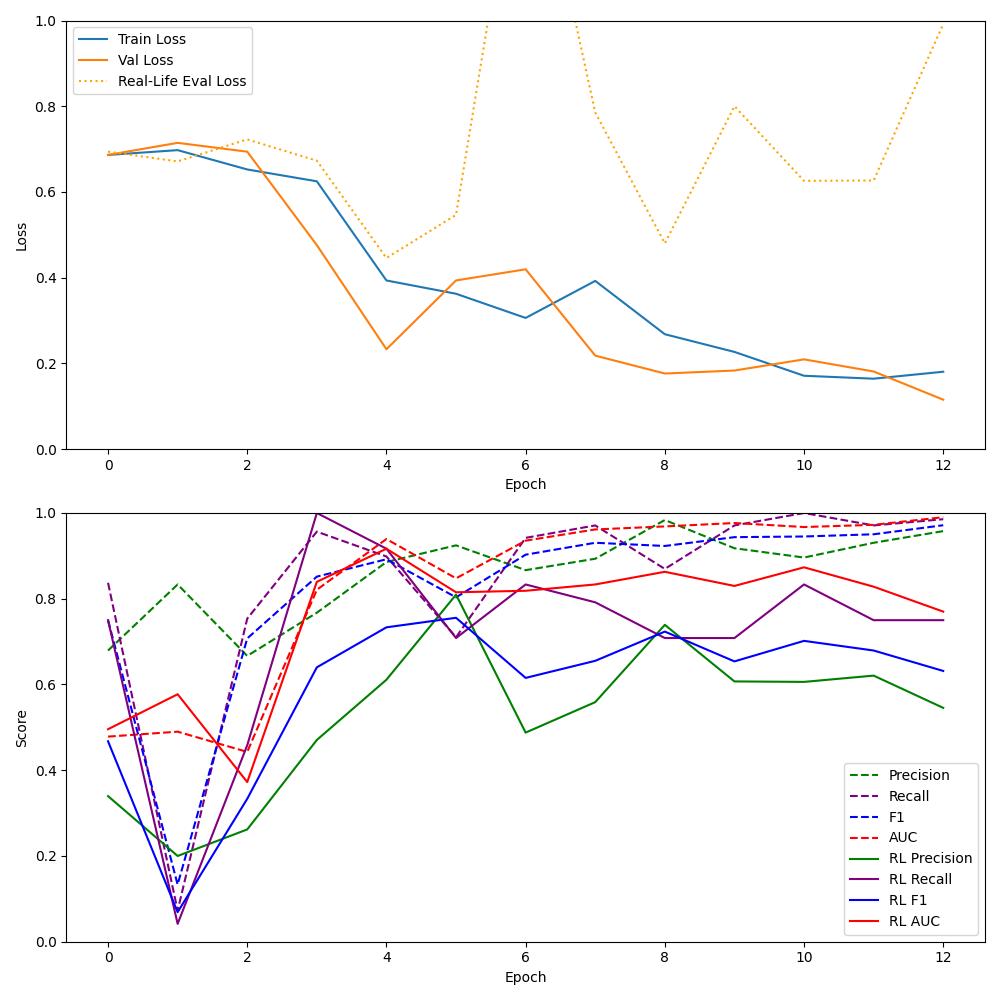 1.0
0.8
0.6
0.4
0.2
0.0
Loss
Train Loss
Val Loss
Real-Life Eval Loss
0 2 4 6 8 10 12
Epoch
1.0
0.8
0.6
0.4
0.2
0.0
Score
Precision
Recall
F1
AUC
RL Precision
RL Recall
RL F1
RL AUC
0 2 4 6 8 10 12
Epoch